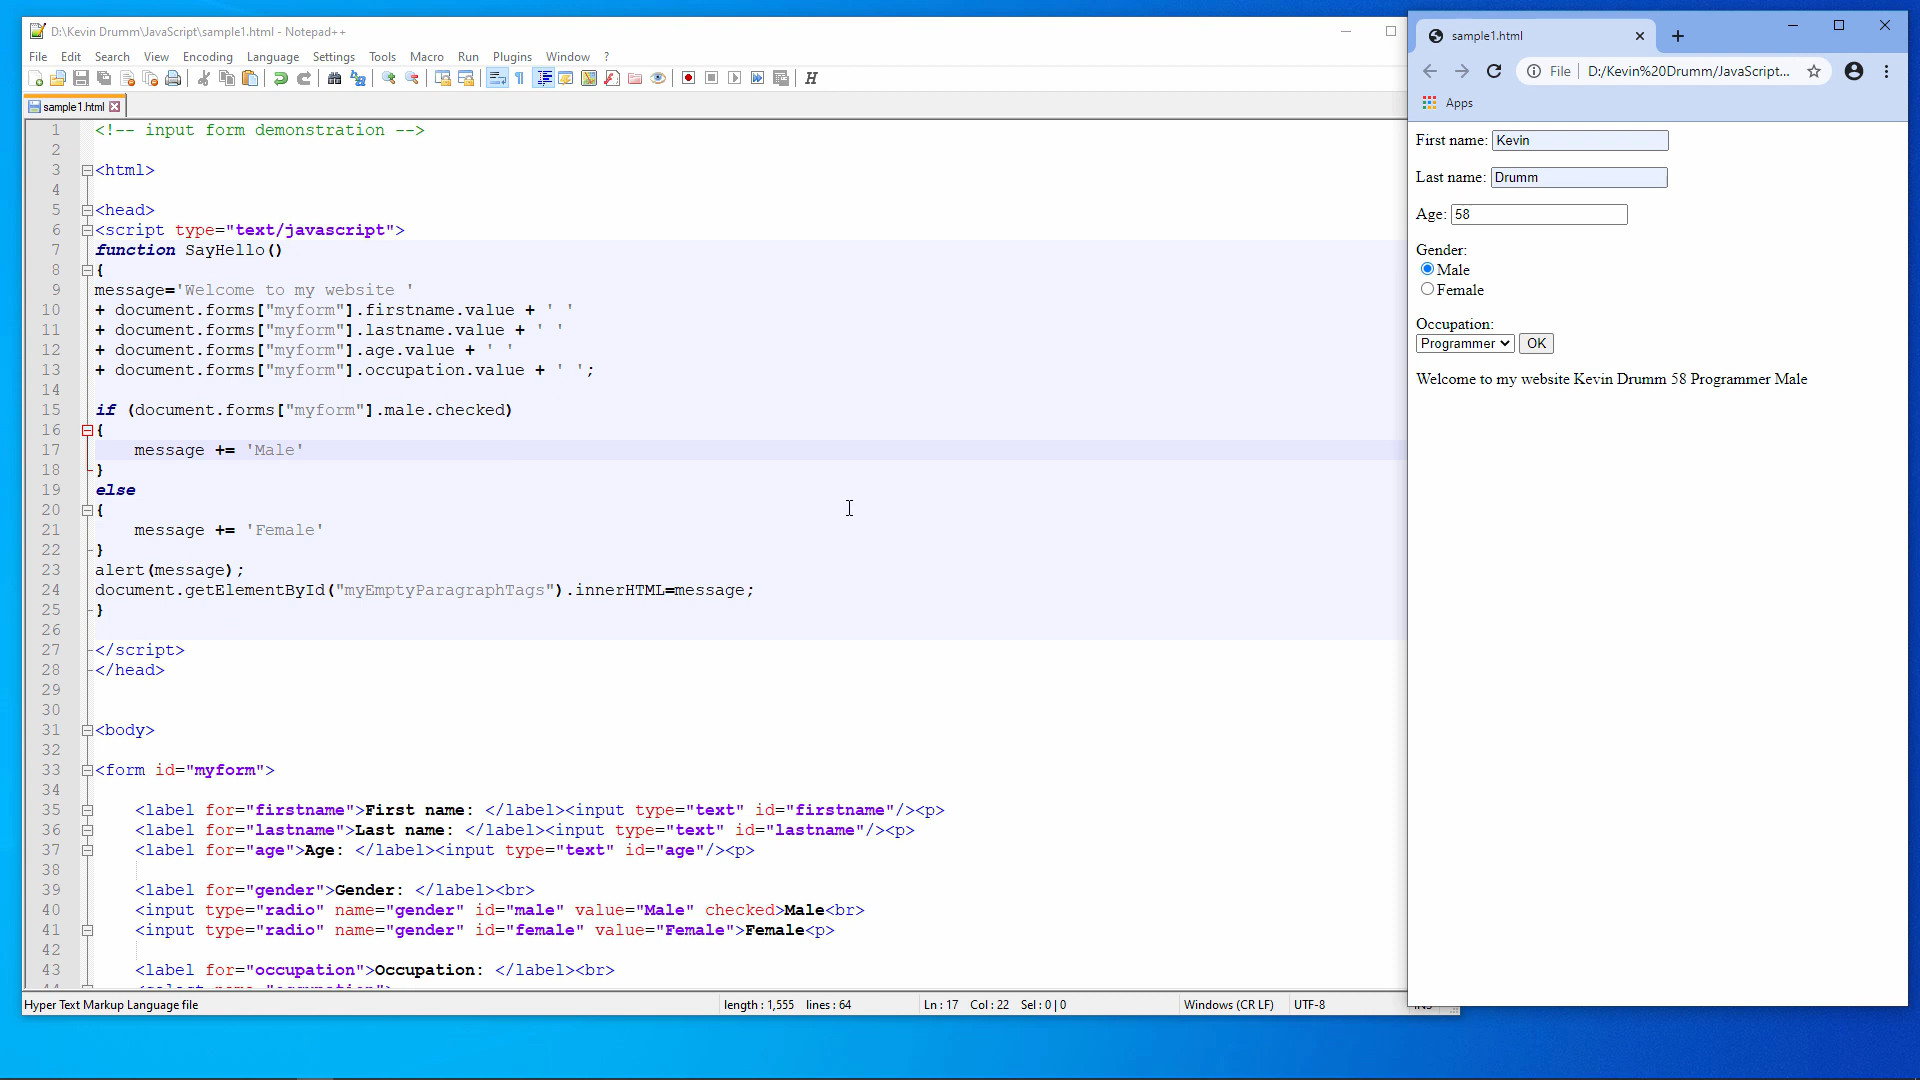 D:\Kevin Drumm\JavaScript\sample1.html - Notepad++
File Edit Search View Encoding Language Settings Tools Macro Run Plugins Window ?
sample1.html
1 <!-- input form demonstration -->
2
3 <html>
4
5 <head>
6 <script type="text/javascript">
7 function SayHello()
8 {
9 message='Welcome to my website '
10 + document.forms["myform"].firstname.value + ' '
11 + document.forms["myform"].lastname.value + ' '
12 + document.forms["myform"].age.value + ' '
13 + document.forms["myform"].occupation.value + ' ';
14
15 if (document.forms["myform"].male.checked)
16 {
17 message += 'Male'
18 }
19 else
20 {
21 message += 'Female'
22 }
23 alert(message);
24 document.getElementById("myEmptyParagraphTags").innerHTML=message;
25 }
26
27 </script>
28 </head>
29
30
31 <body>
32
33 <form id="myform">
34
35 <label for="firstname">First name: </label><input type="text" id="firstname"/><p>
36 <label for="lastname">Last name: </label><input type="text" id="lastname"/><p>
37 <label for="age">Age: </label><input type="text" id="age"/><p>
38
39 <label for="gender">Gender: </label><br>
40 <input type="radio" name="gender" id="male" value="Male" checked>Male<br>
41 <input type="radio" name="gender" id="female" value="Female">Female<p>
42
43 <label for="occupation">Occupation: </label><br>
Hyper Text Markup Language file length : 1,555 lines : 64 Ln : 17 Col : 22 Sel : 0 | 0 Windows (CR LF) UTF-8
sample1.html
File D:/Kevin%20Drumm/JavaScript...
Apps
First name: Kevin
Last name: Drumm
Age: 58
Gender:
Male
Female
Occupation:
Programmer OK
Welcome to my website Kevin Drumm 58 Programmer Male